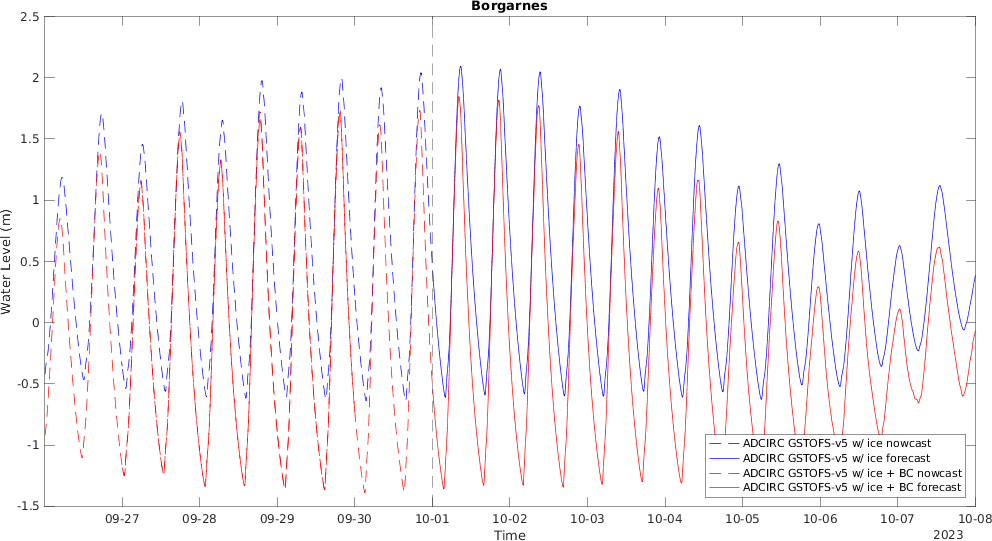 Borgarnes
Water Level (m)
2.5
2
1.5
1
0.5
0
-0.5
-1
-1.5
ADCIRC GSTOFS-v5 w/ ice nowcast
ADCIRC GSTOFS-v5 w/ ice forecast
ADCIRC GSTOFS-v5 w/ ice + BC nowcast
ADCIRC GSTOFS-v5 w/ ice + BC forecast
09-27 09-28 09-29 09-30 10-01 10-02 10-03 10-04 10-05 10-06 10-07 10-08
Time
2023